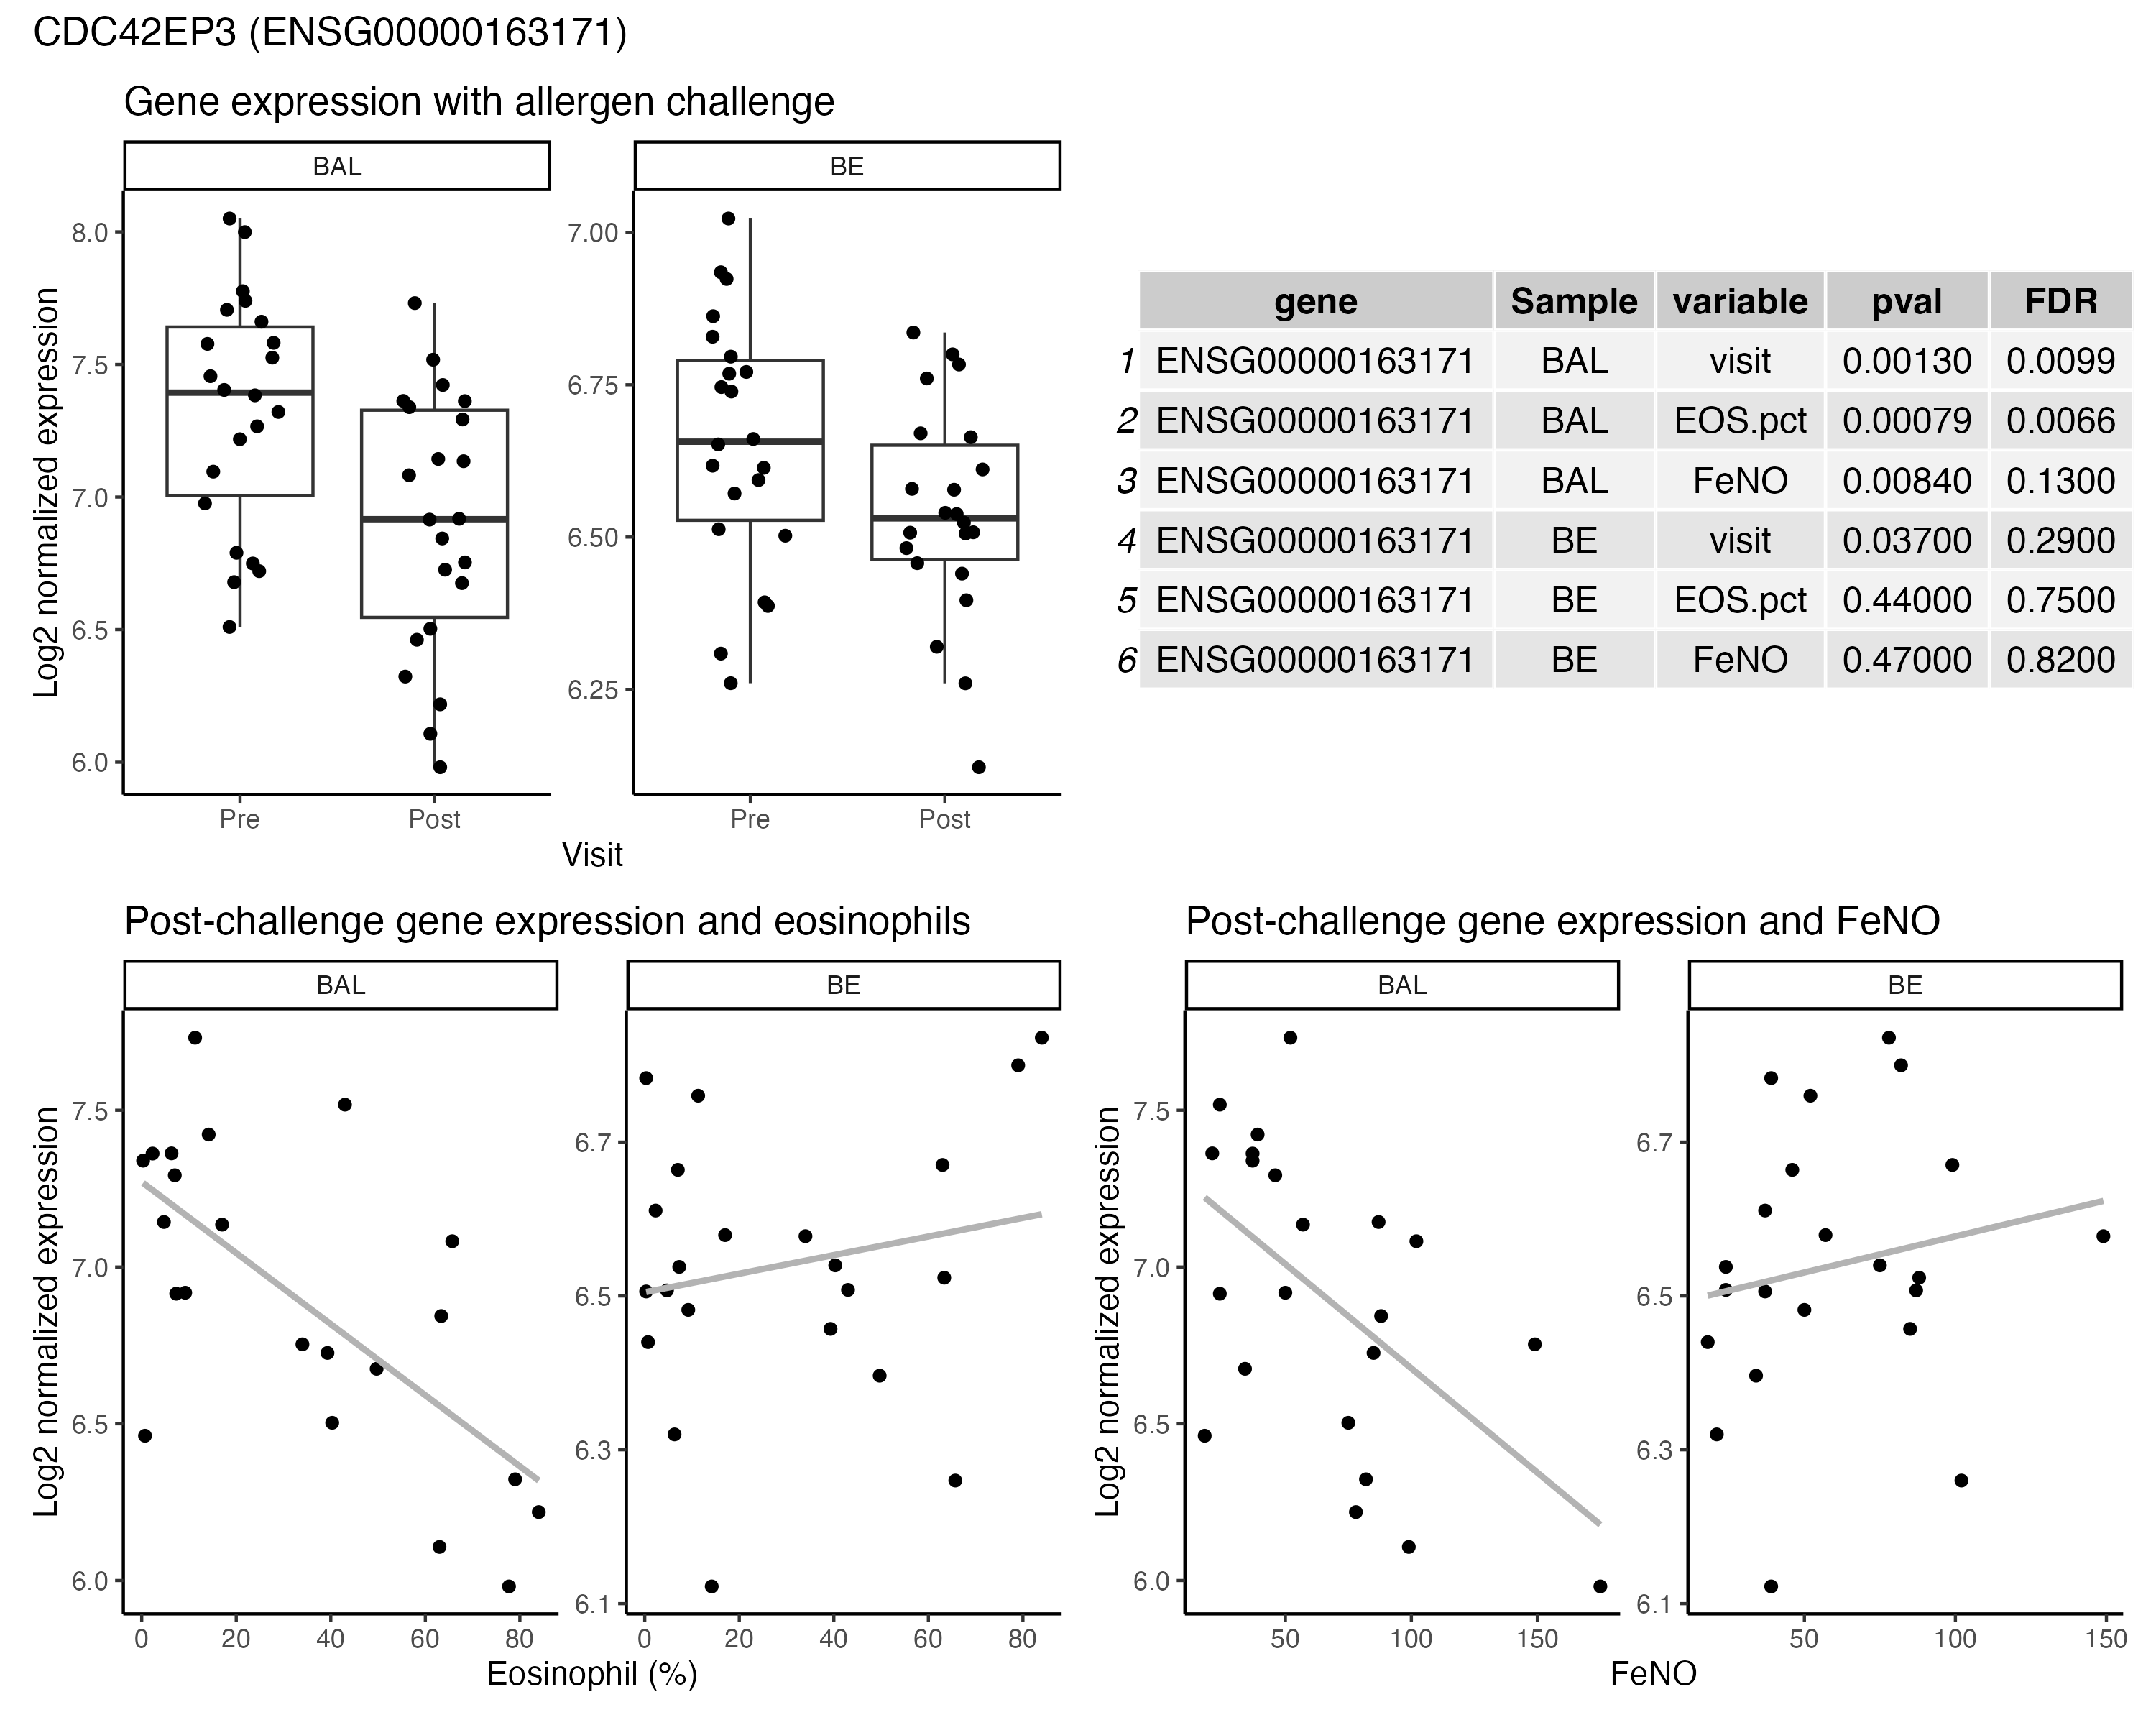 CDC42EP3 (ENSG00000163171)
Gene expression with allergen challenge
BAL
BE
Log2 normalized expression
8.0
7.5
7.0
6.5
6.0
7.00
6.75
6.50
6.25
Pre Post
Pre Post
Visit
gene Sample variable pval FDR
1 ENSG00000163171 BAL visit 0.00130 0.0099
2 ENSG00000163171 BAL EOS.pct 0.00079 0.0066
3 ENSG00000163171 BAL FeNO 0.00840 0.1300
4 ENSG00000163171 BE visit 0.03700 0.2900
5 ENSG00000163171 BE EOS.pct 0.44000 0.7500
6 ENSG00000163171 BE FeNO 0.47000 0.8200
Post-challenge gene expression and eosinophils
BAL
BE
Log2 normalized expression
7.5
7.0
6.5
6.0
6.7
6.5
6.3
6.1
0 20 40 60 80
0 20 40 60 80
Eosinophil (%)
Post-challenge gene expression and FeNO
BAL
BE
Log2 normalized expression
7.5
7.0
6.5
6.0
6.7
6.5
6.3
6.1
50 100 150
50 100 150
FeNO